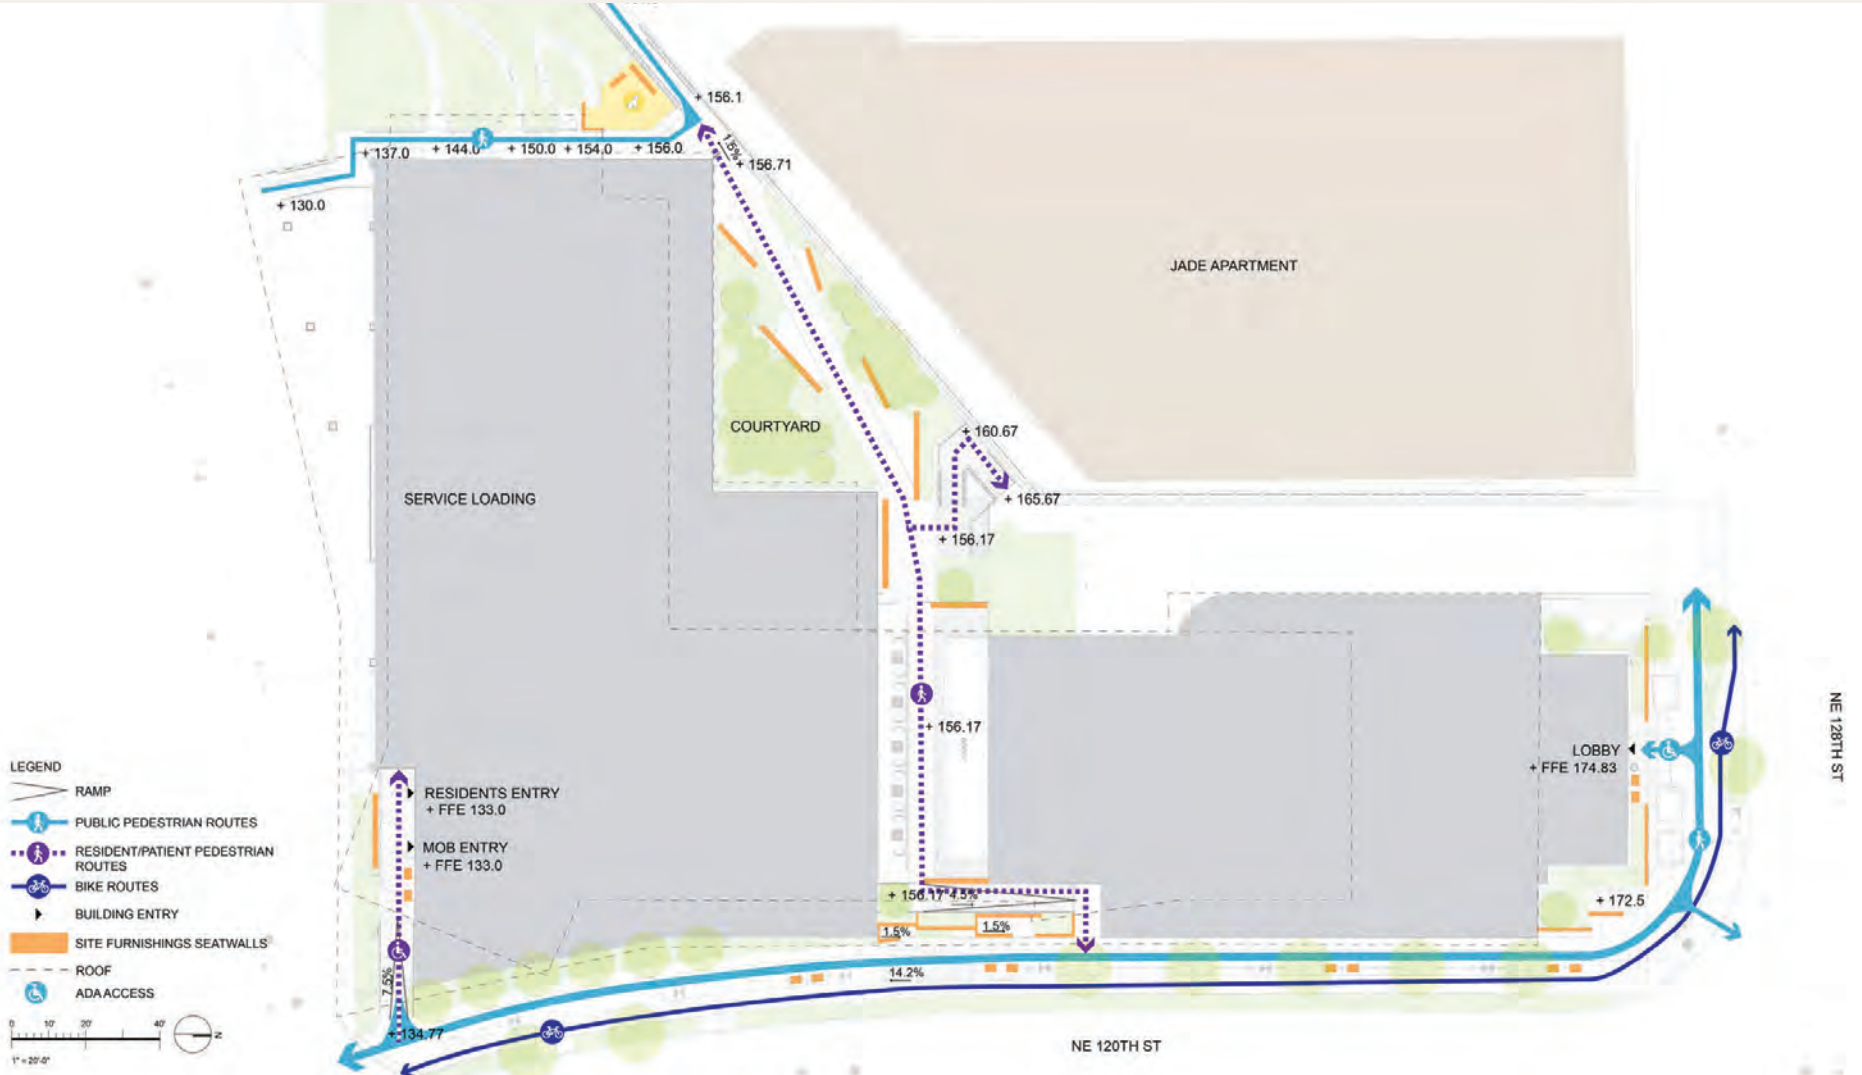 + 156.1
1.5%
+ 156.71
+ 137.0
+ 144.0
+ 150.0
+ 154.0
+ 156.0
+ 130.0
JADE APARTMENT
COURTYARD
+ 160.67
+ 165.67
+ 156.17
SERVICE LOADING
+ 156.17
NE 128TH ST
LOBBY
+ FFE 174.83
RESIDENTS ENTRY
+ FFE 133.0
MOB ENTRY
+ FFE 133.0
+ 156.17 4.5%
1.5%
1.5%
+ 172.5
7.5%
14.2%
+ 134.77
NE 120TH ST
LEGEND
RAMP
PUBLIC PEDESTRIAN ROUTES
RESIDENT/PATIENT PEDESTRIAN
ROUTES
BIKE ROUTES
BUILDING ENTRY
SITE FURNISHINGS SEATWALLS
ROOF
ADA ACCESS
0 10' 20' 40'
N
1" = 20'-0"